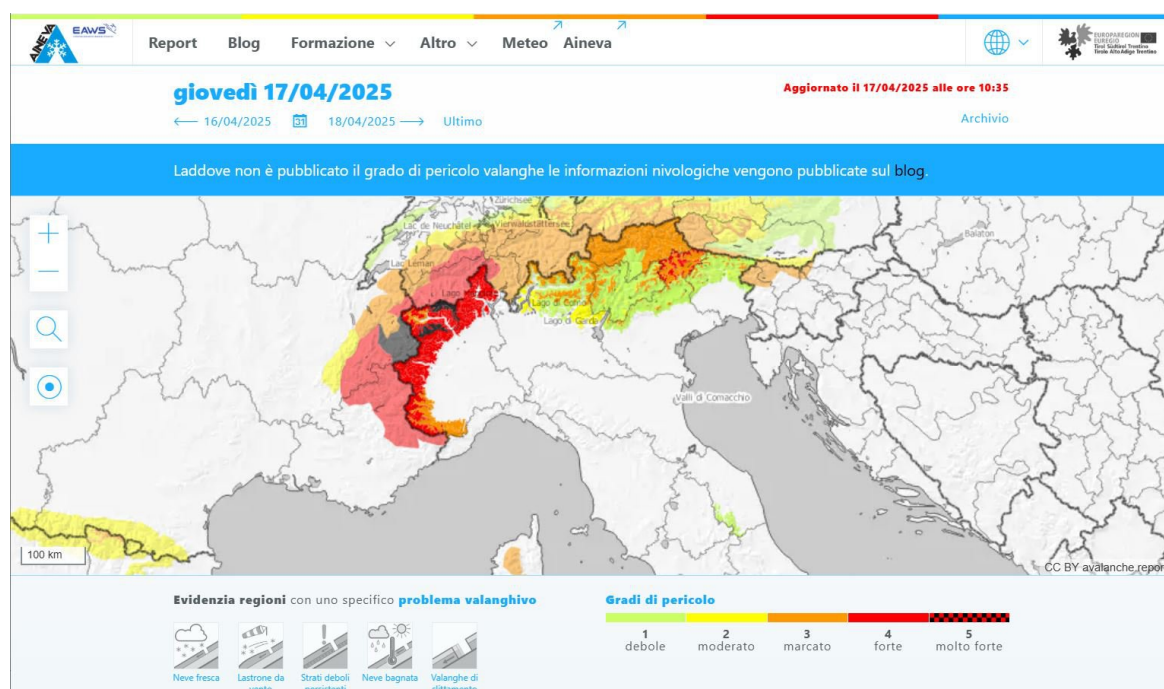 AINEVA
EAWS
Report Blog Formazione Altro Meteo Aineva
EUROPAREGION
EUREGIO
Tirol Südtirol Trentino
Tirolo Alto Adige Trentino
giovedì 17/04/2025
Aggiornato il 17/04/2025 alle ore 10:35
← 16/04/2025 31 18/04/2025 → Ultimo
Archivio
Laddove non è pubblicato il grado di pericolo valanghe le informazioni nivologiche vengono pubblicate sul blog.
Zürichsee
Lac de Neuchâtel
Vierwaldstättersee
Balaton
Lac Léman
Lago di Como
Lago di Garda
Valli di Comacchio
100 km
CC BY avalanche.repor
Evidenzia regioni con uno specifico problema valanghivo
Gradi di pericolo
1 2 3 4 5
debole moderato marcato forte molto forte
Neve fresca Lastrone da Strati deboli Neve bagnata Valanghe di
vento persistenti slittamento